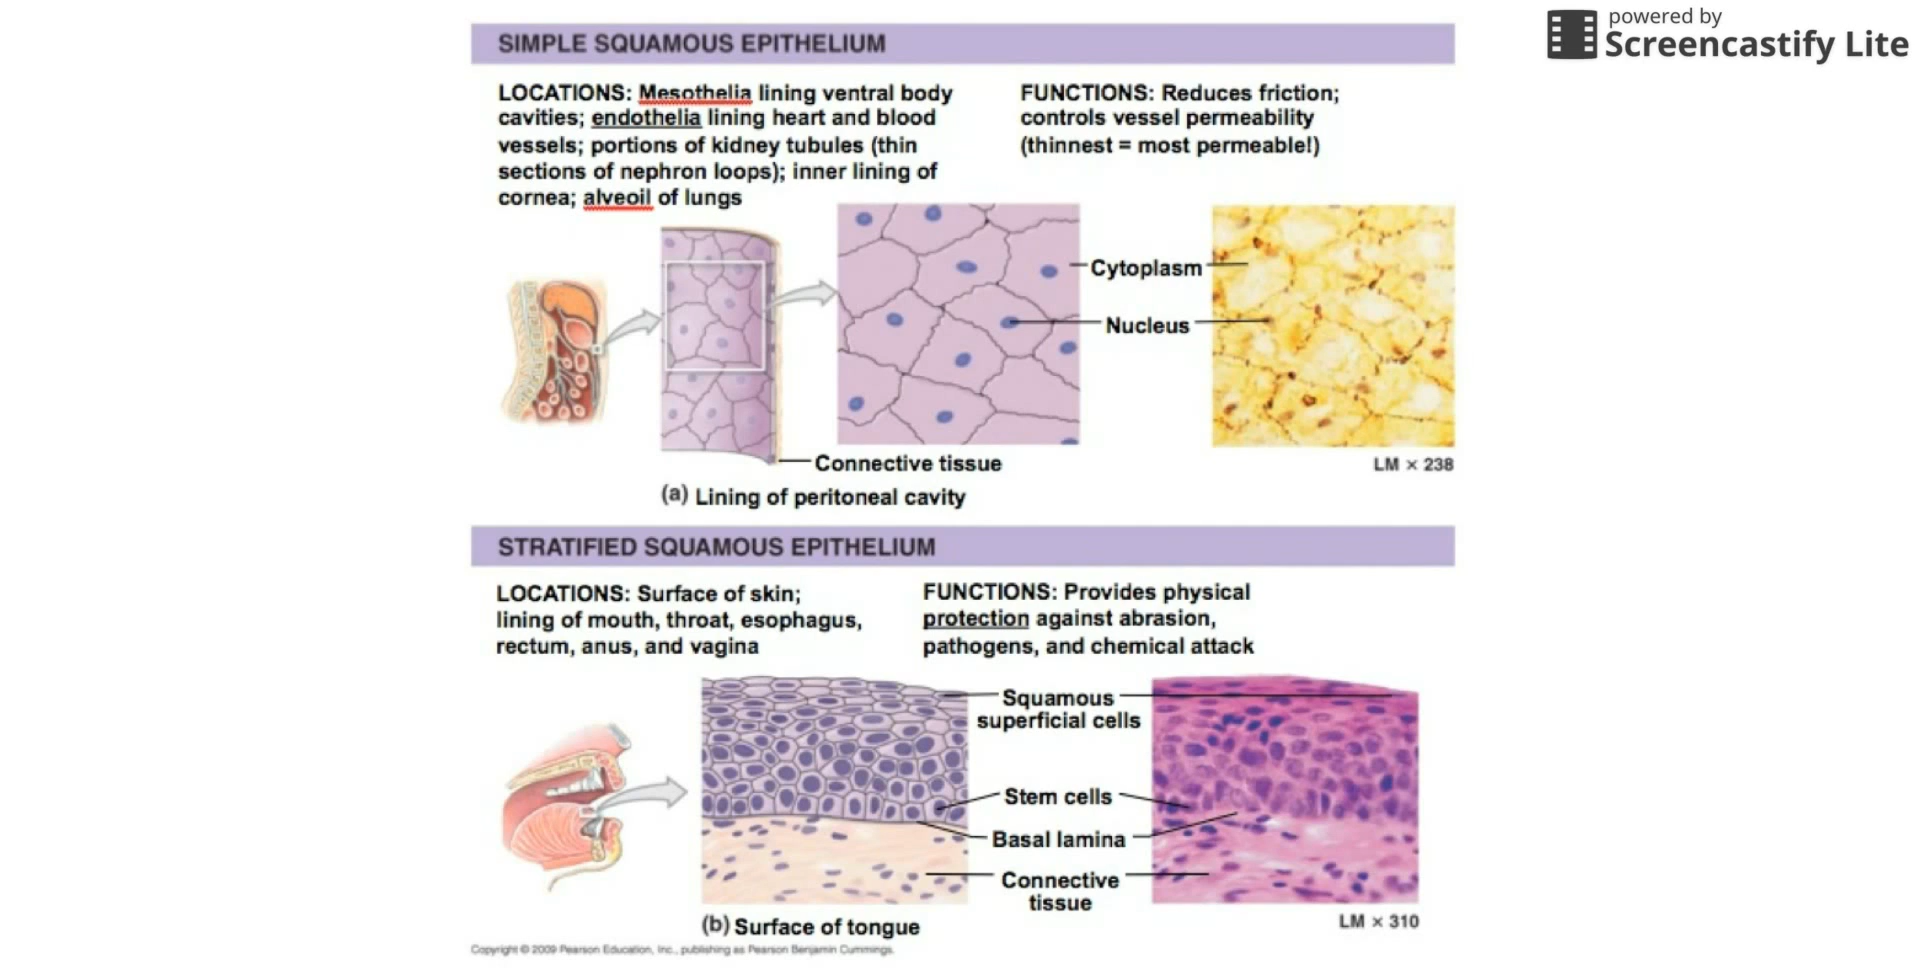 powered by
Screencastify Lite
SIMPLE SQUAMOUS EPITHELIUM
LOCATIONS: Mesothelia lining ventral body
cavities; endothelia lining heart and blood
vessels; portions of kidney tubules (thin
sections of nephron loops); inner lining of
cornea; alveoil of lungs
FUNCTIONS: Reduces friction;
controls vessel permeability
(thinnest = most permeable!)
Cytoplasm
Nucleus
Connective tissue
LM × 238
(a) Lining of peritoneal cavity
STRATIFIED SQUAMOUS EPITHELIUM
LOCATIONS: Surface of skin;
lining of mouth, throat, esophagus,
rectum, anus, and vagina
FUNCTIONS: Provides physical
protection against abrasion,
pathogens, and chemical attack
Squamous
superficial cells
Stem cells
Basal lamina
Connective
tissue
(b) Surface of tongue
LM × 310
Copyright © 2009 Pearson Education, Inc., publishing as Pearson Benjamin Cummings.